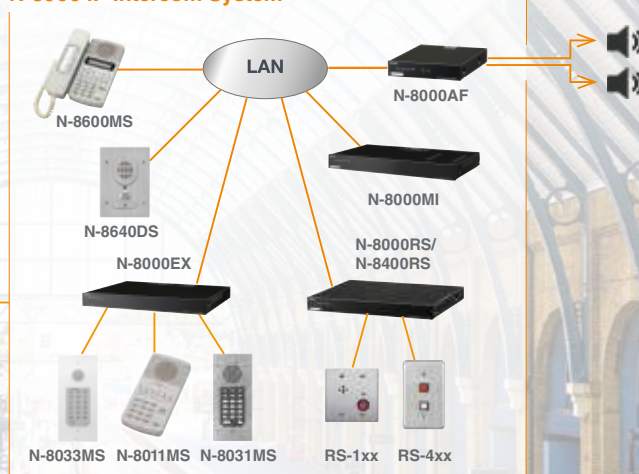 LAN
N-8600MS
N-8000AF
N-8000MI
N-8640DS
N-8000EX
N-8000RS/
N-8400RS
N-8033MS N-8011MS N-8031MS
RS-1xx RS-4xx